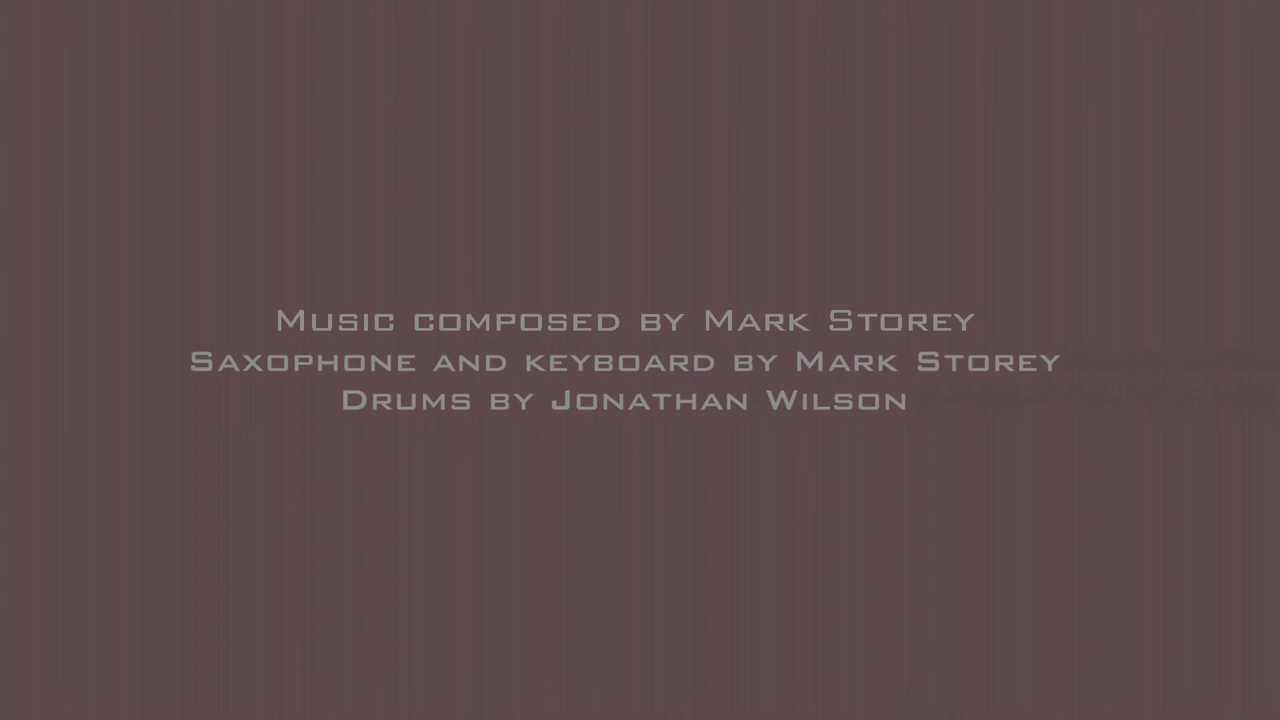 Music composed by Mark Storey
Saxophone and keyboard by Mark Storey
Drums by Jonathan Wilson